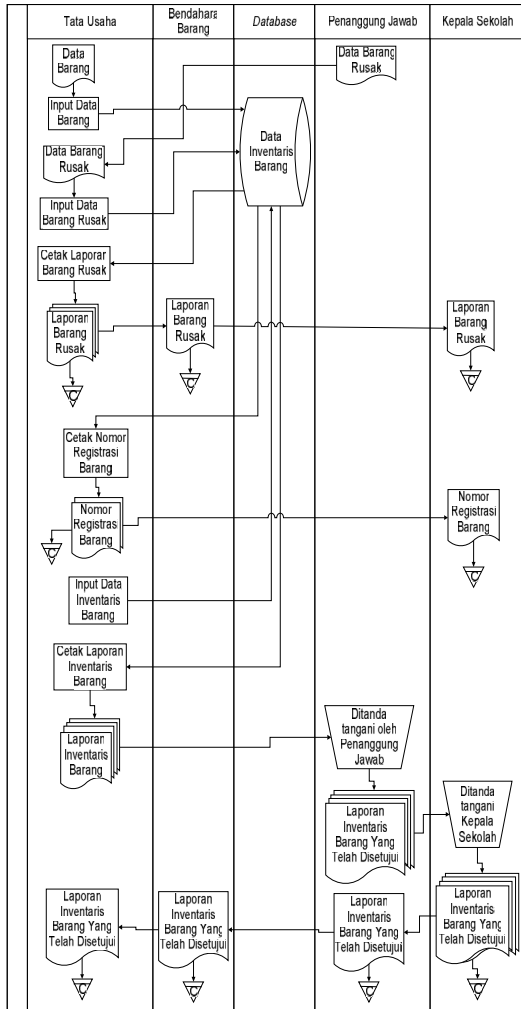 Tata Usaha
Bendahara
Barang
Database
Penanggung Jawab
Kepala Sekolah
Data
Barang
Data Barang
Rusak
Input Data
Barang
Data
Inventaris
Barang
Data Barang
Rusak
Input Data
Barang Rusak
Cetak Laporar
Barang Rusak
Laporan
Barang
Rusak
Laporan
Barang
Rusak
Laporan
Barang
Rusak
C
C
C
Cetak Nomor
Registrasi
Barang
Nomor
Registrasi
Barang
Nomor
Registrasi
Barang
C
C
Input Data
Inventaris
Barang
Cetak Laporan
Inventaris
Barang
Laporan
Inventaris
Barang
Ditanda
tangani oleh
Penanggung
Jawab
Laporan
Inventaris
Barang Yang
Telah Disetujui
Ditanda
tangani
Kepala
Sekolah
Laporan
Inventaris
Barang Yang
Telah Disetujui
Laporan
Inventaris
Barang Yang
Telah Disetujui
Laporan
Inventaris
Barang Yang
Telah Disetujui
Laporan
Inventaris
Barang Yang
Telah Disetujui
C
C
C
C